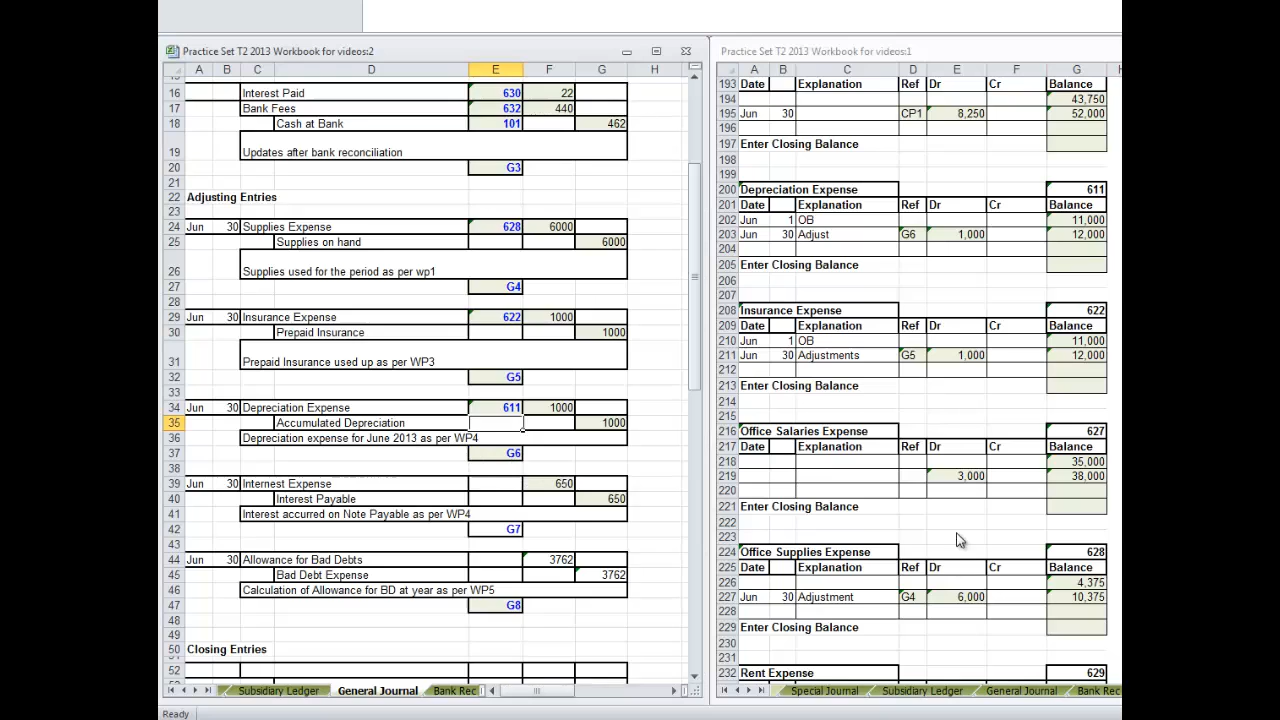 Practice Set T2 2013 Workbook for videos:2
A B C D E F G H
16 Interest Paid 630 22
17 Bank Fees 632 440
18 Cash at Bank 101 462
19 Updates after bank reconciliation
20 G3
21
22 Adjusting Entries
23
24 Jun 30 Supplies Expense 628 6000
25 Supplies on hand 6000
26 Supplies used for the period as per wp1
27 G4
28
29 Jun 30 Insurance Expense 622 1000
30 Prepaid Insurance 1000
31 Prepaid Insurance used up as per WP3
32 G5
33
34 Jun 30 Depreciation Expense 611 1000
35 Accumulated Depreciation 1000
36 Depreciation expense for June 2013 as per WP4
37 G6
38
39 Jun 30 Internest Expense 650
40 Interest Payable 650
41 Interest accurred on Note Payable as per WP4
42 G7
43
44 Jun 30 Allowance for Bad Debts 3762
45 Bad Debt Expense 3762
46 Calculation of Allowance for BD at year as per WP5
47 G8
48
49
50 Closing Entries
52
Subsidiary Ledger General Journal Bank Rec
Ready
Practice Set T2 2013 Workbook for videos:1
A B C D E F G
193 Date Explanation Ref Dr Cr Balance
194 43,750
195 Jun 30 CP1 8,250 52,000
196
197 Enter Closing Balance
198
199
200 Depreciation Expense 611
201 Date Explanation Ref Dr Cr Balance
202 Jun 1 OB 11,000
203 Jun 30 Adjust G6 1,000 12,000
204
205 Enter Closing Balance
206
207
208 Insurance Expense 622
209 Date Explanation Ref Dr Cr Balance
210 Jun 1 OB 11,000
211 Jun 30 Adjustments G5 1,000 12,000
212
213 Enter Closing Balance
214
215
216 Office Salaries Expense 627
217 Date Explanation Ref Dr Cr Balance
218 35,000
219 3,000 38,000
220
221 Enter Closing Balance
222
223
224 Office Supplies Expense 628
225 Date Explanation Ref Dr Cr Balance
226 4,375
227 Jun 30 Adjustment G4 6,000 10,375
228
229 Enter Closing Balance
230
231
232 Rent Expense 629
Special Journal Subsidiary Ledger General Journal Bank Rec